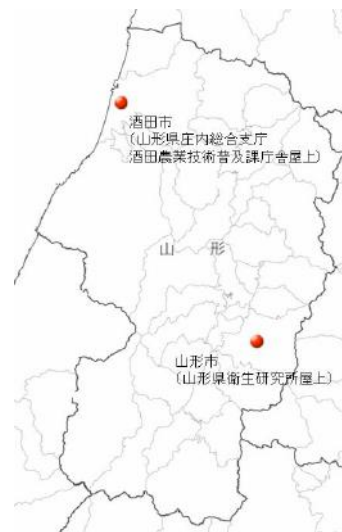 酒田市
（山形県庄内総合支庁
酒田農業技術普及課庁舎屋上）
山　形
山形市
（山形県衛生研究所屋上）